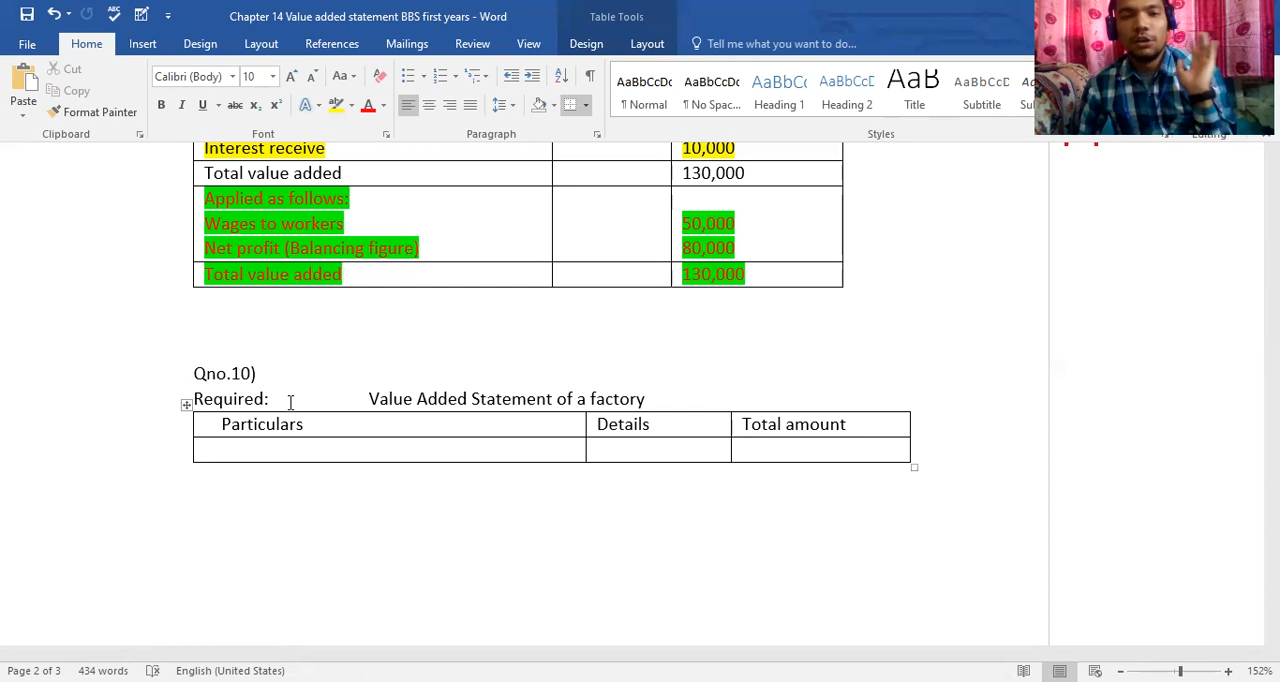 Chapter 14 Value added statement BBS first years - Word
Table Tools
File Home Insert Design Layout References Mailings Review View Design Layout Tell me what you want to do...
Paste
Cut
Copy
Format Painter
Clipboard
Calibri (Body) 10
Font
Paragraph
AaBbCcDc AaBbCcDc AaBbCcDc AaBbCcD AaB AaBbCcD
¶ Normal ¶ No Spac... Heading 1 Heading 2 Title Subtitle
Styles
Editing
Interest receive 10,000
Total value added 130,000
Applied as follows:
Wages to workers 50,000
Net profit (Balancing figure) 80,000
Total value added 130,000
Qno.10)
Required: Value Added Statement of a factory
Particulars Details Total amount
Page 2 of 3 434 words English (United States) 152%